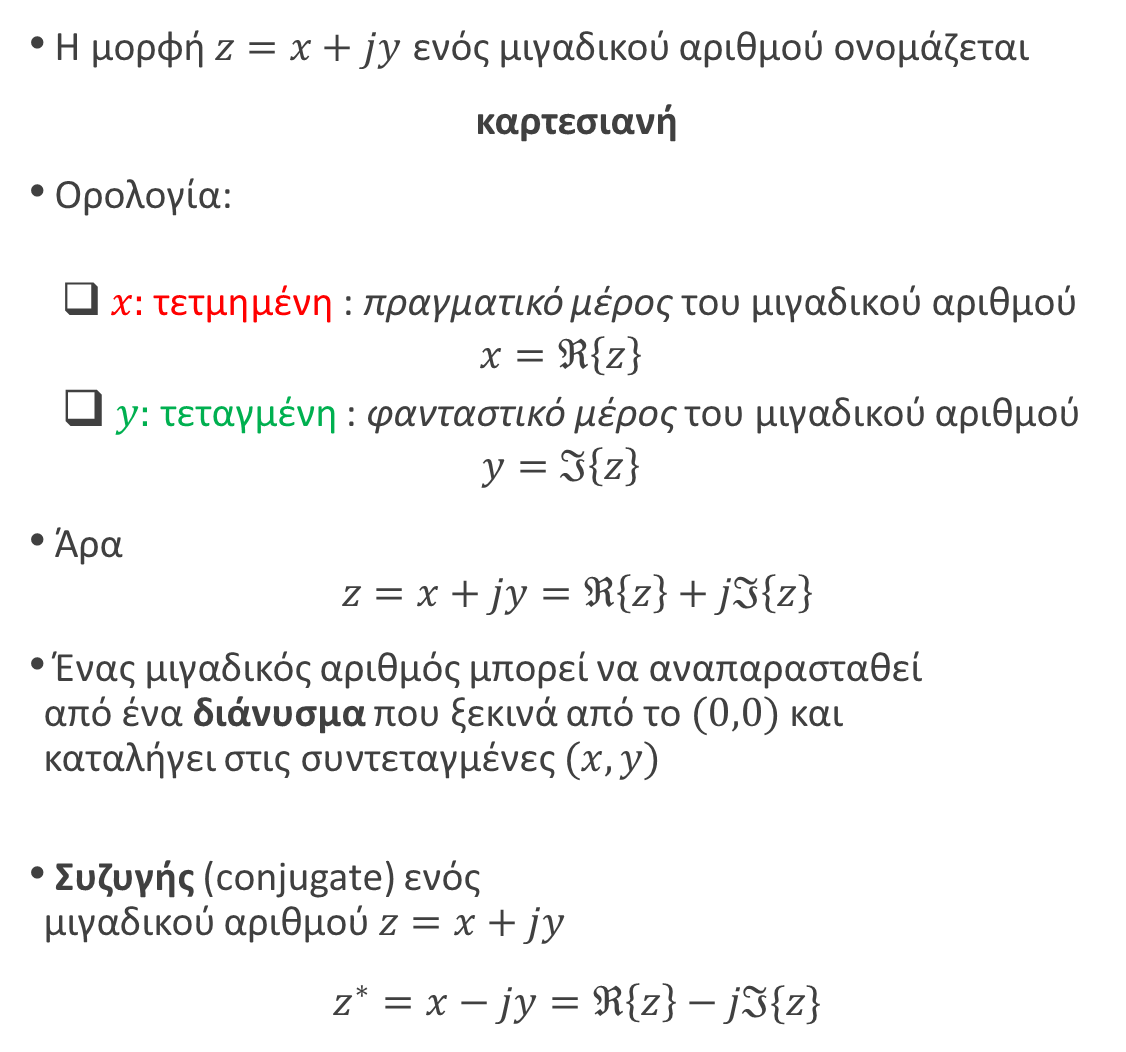 • Η μορφή z = x + jy ενός μιγαδικού αριθμού ονομάζεται
καρτεσιανή
• Ορολογία:
❑ x: τετμημένη : πραγματικό μέρος του μιγαδικού αριθμού
x = ℜ{z}
❑ y: τεταγμένη : φανταστικό μέρος του μιγαδικού αριθμού
y = ℑ{z}
• Άρα
z = x + jy = ℜ{z} + jℑ{z}
• Ένας μιγαδικός αριθμός μπορεί να αναπαρασταθεί
από ένα διάνυσμα που ξεκινά από το (0,0) και
καταλήγει στις συντεταγμένες (x, y)
• Συζυγής (conjugate) ενός
μιγαδικού αριθμού z = x + jy
z* = x − jy = ℜ{z} − jℑ{z}